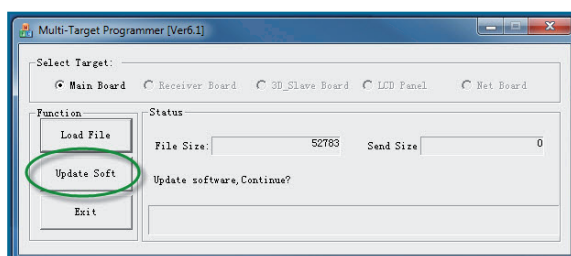 Multi-Target Programmer [Ver6.1]
Select Target:
Main Board Receiver Board 3D_Slave Board LCD Panel Net Board
Function
Load File
Update Soft
Exit
Status
File Size: 52783 Send Size 0
Update software,Continue?